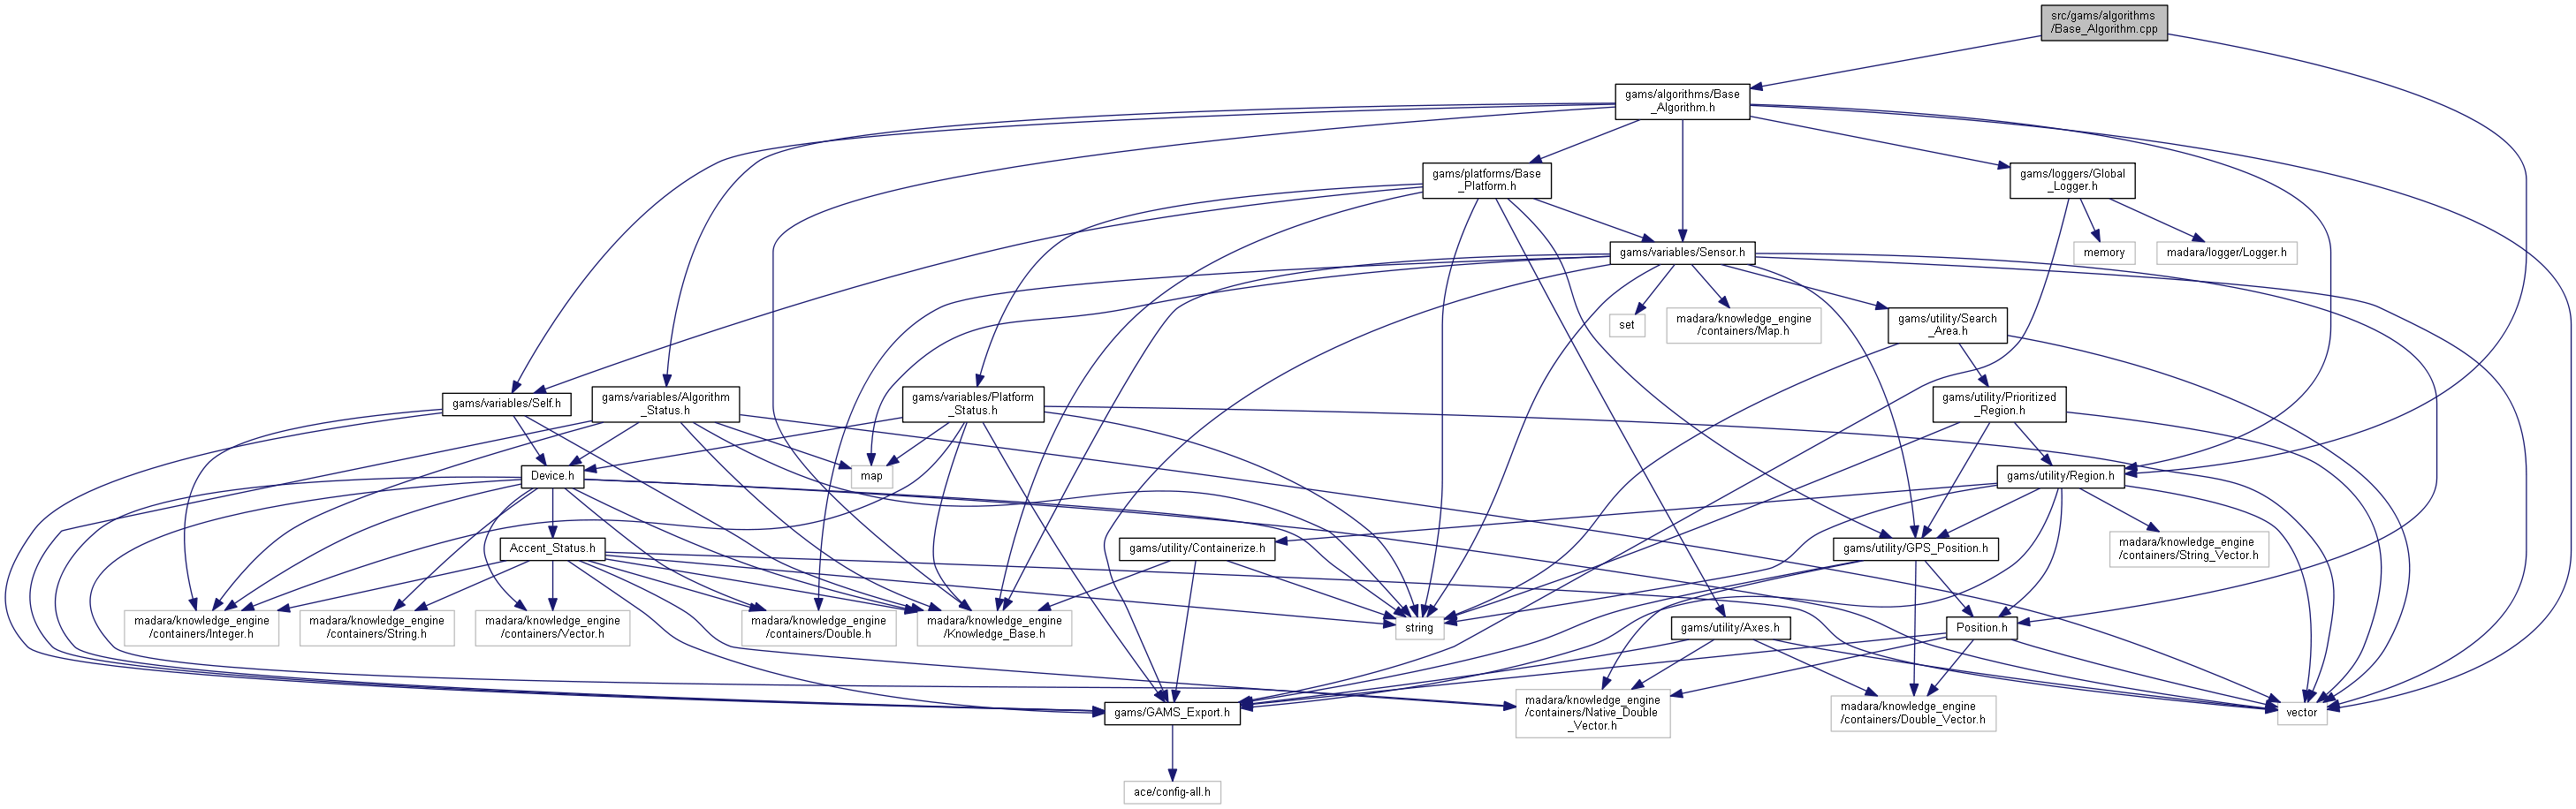 src/gams/algorithms
/Base_Algorithm.cpp
gams/algorithms/Base
_Algorithm.h
gams/platforms/Base
_Platform.h
gams/loggers/Global
_Logger.h
gams/variables/Sensor.h
memory
madara/logger/Logger.h
set
madara/knowledge_engine
/containers/Map.h
gams/utility/Search
_Area.h
gams/variables/Self.h
gams/variables/Algorithm
_Status.h
gams/variables/Platform
_Status.h
gams/utility/Prioritized
_Region.h
Device.h
map
gams/utility/Region.h
Accent_Status.h
gams/utility/Containerize.h
gams/utility/GPS_Position.h
madara/knowledge_engine
/containers/String_Vector.h
madara/knowledge_engine
/containers/Integer.h
madara/knowledge_engine
/containers/String.h
madara/knowledge_engine
/containers/Vector.h
madara/knowledge_engine
/containers/Double.h
madara/knowledge_engine
/Knowledge_Base.h
string
gams/utility/Axes.h
Position.h
gams/GAMS_Export.h
madara/knowledge_engine
/containers/Native_Double
_Vector.h
madara/knowledge_engine
/containers/Double_Vector.h
vector
ace/config-all.h